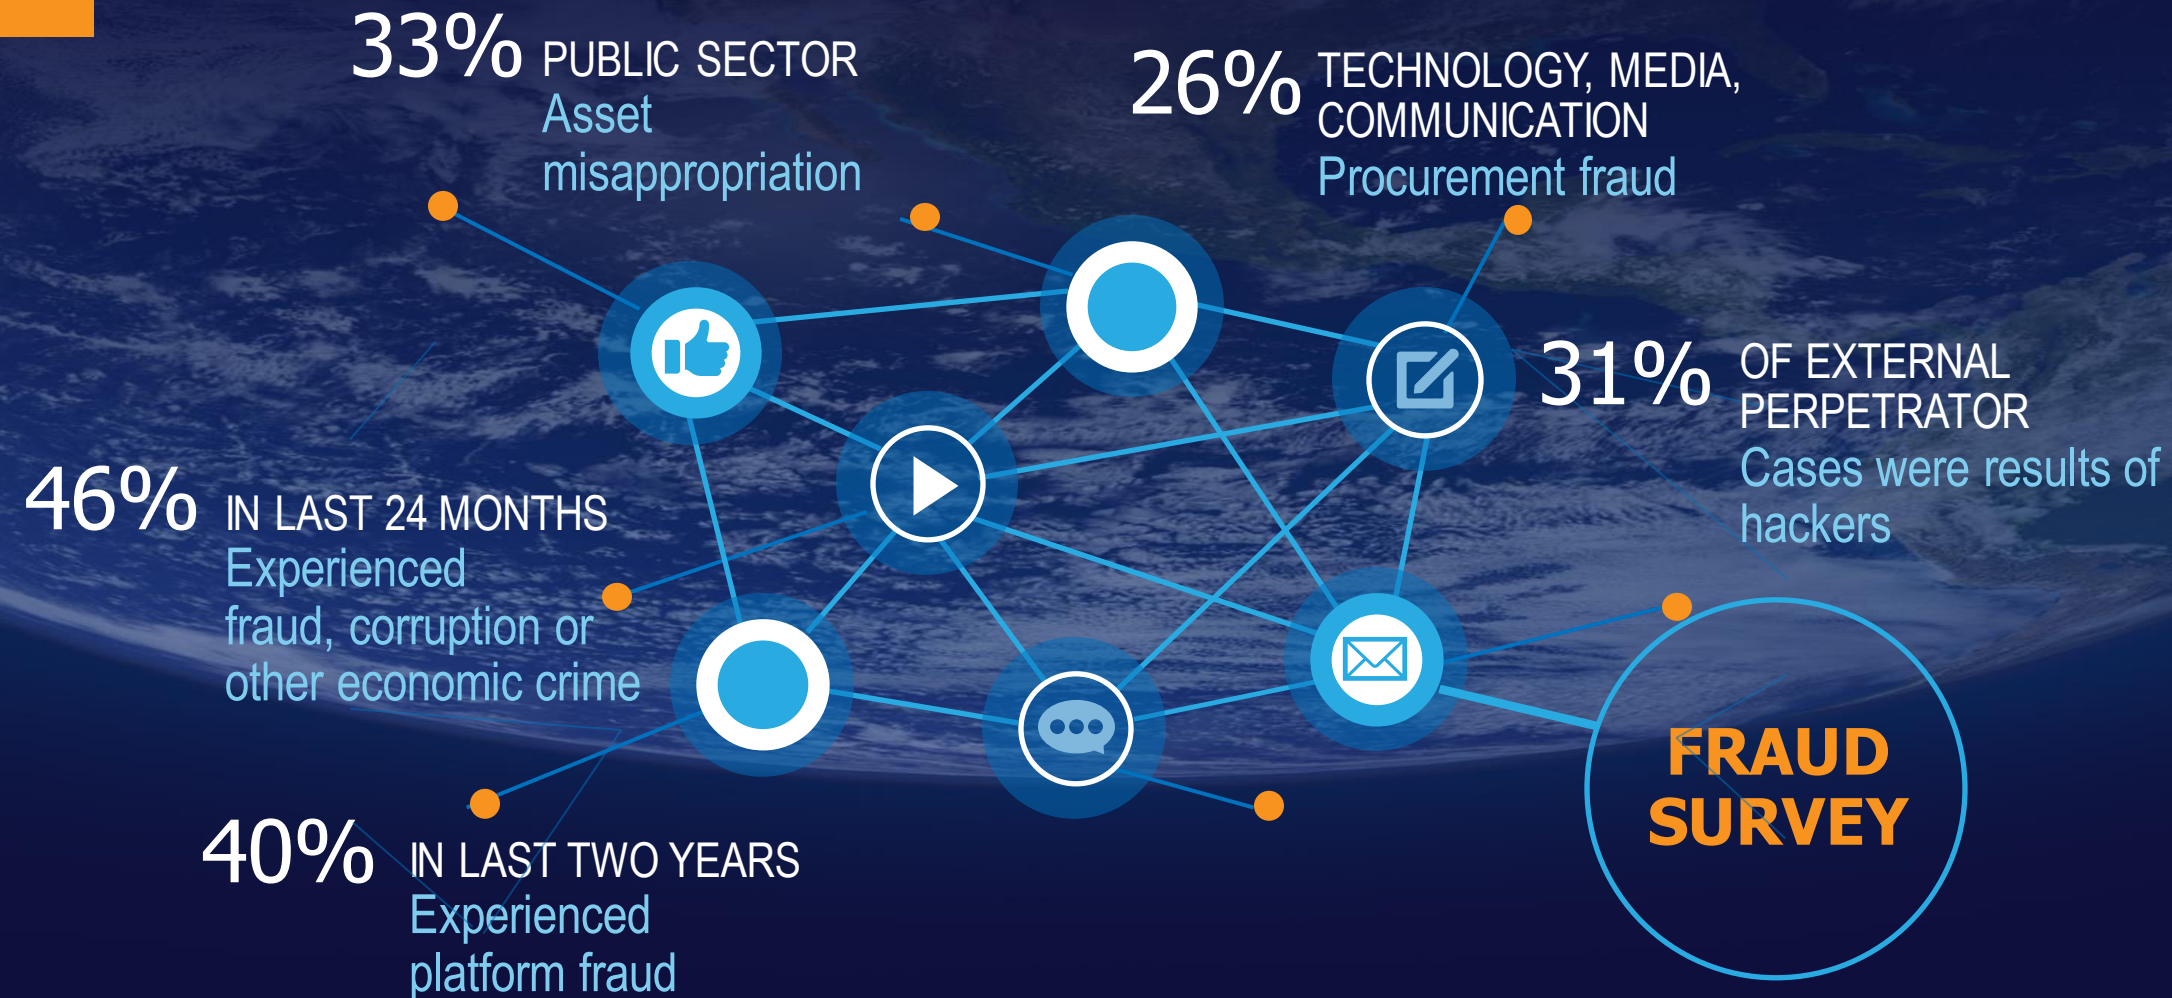 33% PUBLIC SECTOR
Asset
misappropriation
26% TECHNOLOGY, MEDIA,
COMMUNICATION
Procurement fraud
31% OF EXTERNAL
PERPETRATOR
Cases were results of
hackers
46% IN LAST 24 MONTHS
Experienced
fraud, corruption or
other economic crime
40% IN LAST TWO YEARS
Experienced
platform fraud
FRAUD
SURVEY